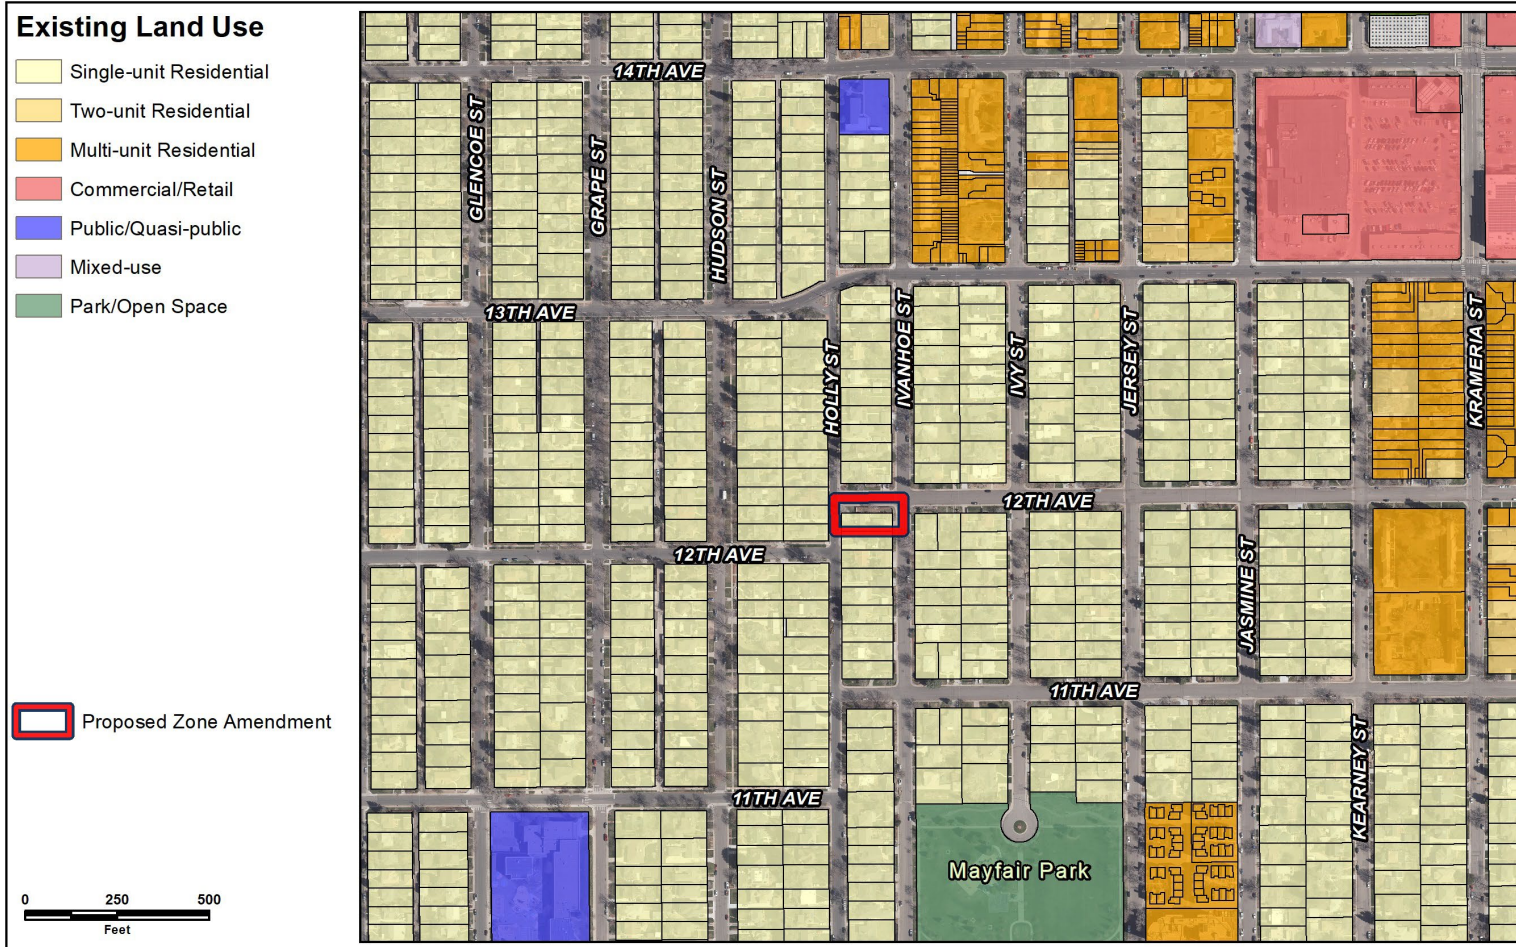 Existing Land Use
Single-unit Residential
Two-unit Residential
Multi-unit Residential
Commercial/Retail
Public/Quasi-public
Mixed-use
Park/Open Space
Proposed Zone Amendment
0 250 500
Feet
14TH AVE
GLENCOE ST
GRAPE ST
HUDSON ST
13TH AVE
HOLLY ST
IVANHOE ST
IVY ST
JERSEY ST
KRAMERIA ST
12TH AVE
12TH AVE
JASMINE ST
11TH AVE
KEARNEY ST
11TH AVE
Mayfair Park